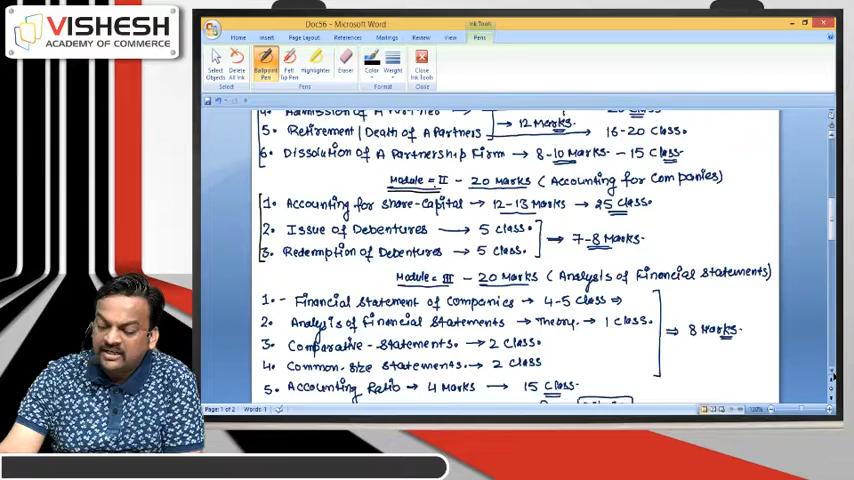 VISHESH
ACADEMY OF COMMERCE
Doc56 - Microsoft Word
Ink Tools
Home Insert Page Layout References Mailings Review View Pens
Select Objects
Delete All Ink
Ballpoint Pen
Felt Tip Pen
Highlighter
Eraser
Color
Weight
Close Ink Tools
Select Pens Format Close
4. Admission of A
5. Retirement / Death of A Partners → 12 Marks. → 16-20 Class.
6. Dissolution of A Partnership Firm → 8-10 Marks - 15 Class
Module = II - 20 Marks (Accounting for Companies)
1. Accounting for Share-Capital → 12-13 Marks → 25 Class.
2. Issue of Debentures → 5 Class.
⇒ 7-8 Marks.
3. Redemption of Debentures → 5 Class.
Module = III - 20 Marks (Analysis of Financial Statements)
1. - Financial Statement of Companies → 4-5 Class ⇒
2. Analysis of Financial Statements → Theory. → 1 Class. ⇒ 8 Marks.
3. Comparative - Statements. → 2 Class.
4. Common-Size Statements. → 2 Class
5. Accounting Ratio → 4 Marks → 15 Class.
Page: 1 of 2 Words: 1 120%